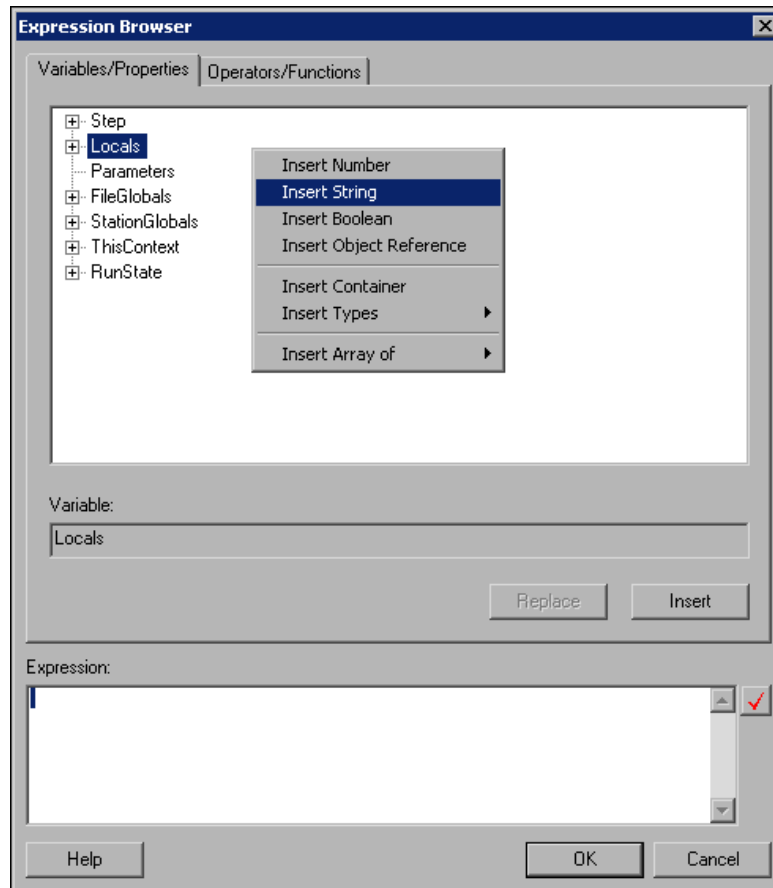 Expression Browser
Variables/Properties
Operators/Functions
Step
Locals
Parameters
FileGlobals
StationGlobals
ThisContext
RunState
Insert Number
Insert String
Insert Boolean
Insert Object Reference
Insert Container
Insert Types
Insert Array of
Variable:
Locals
Replace
Insert
Expression:
Help
OK
Cancel